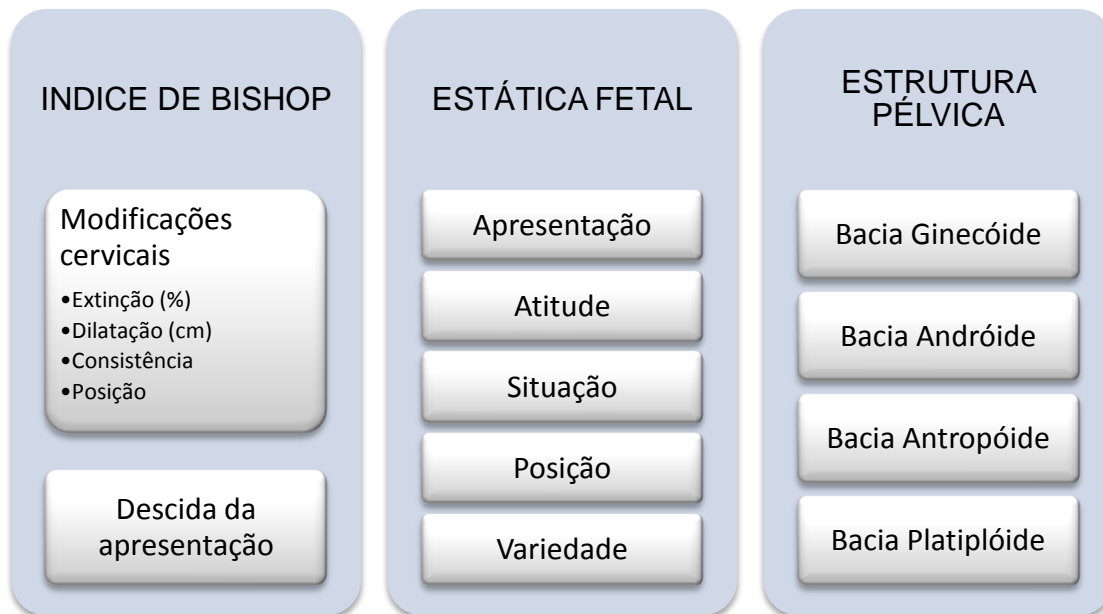 INDICE DE BISHOP
Modificações
cervicais
•Extinção (%)
•Dilatação (cm)
•Consistência
•Posição
Descida da
apresentação
ESTÁTICA FETAL
Apresentação
Atitude
Situação
Posição
Variedade
ESTRUTURA
PÉLVICA
Bacia Ginecóide
Bacia Andróide
Bacia Antropóide
Bacia Platiplóide